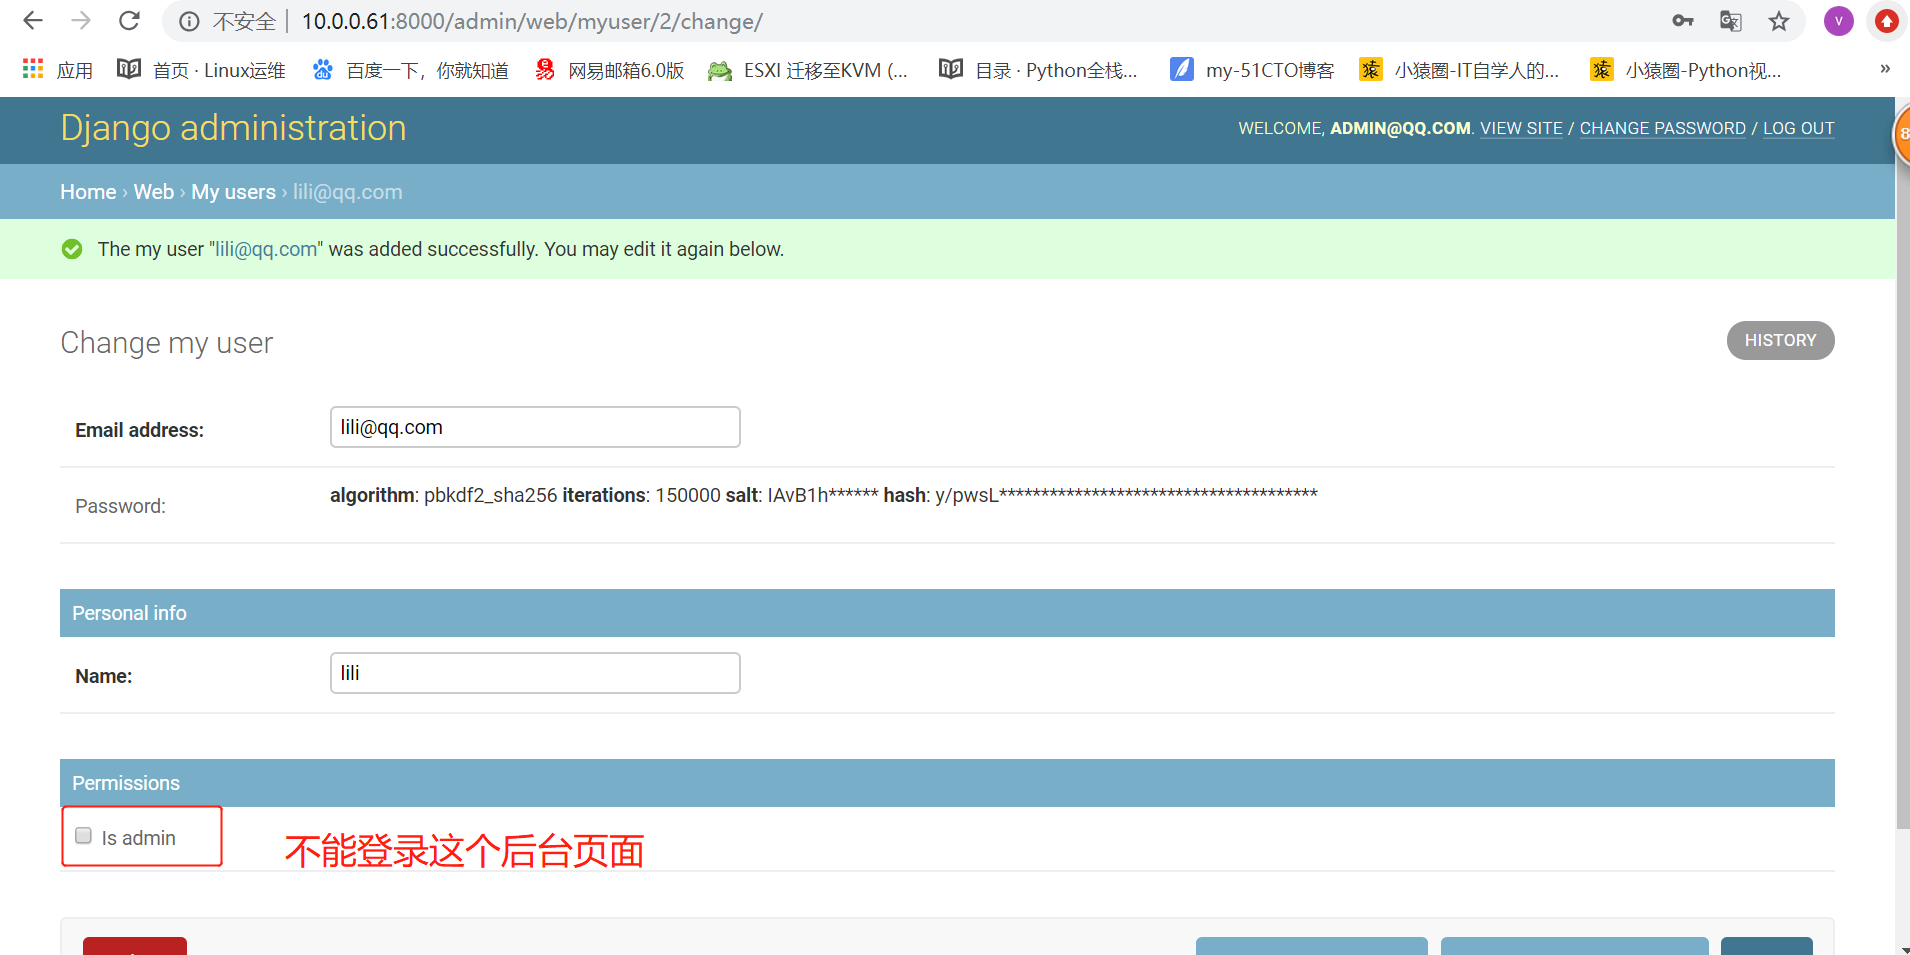 不安全 10.0.0.61:8000/admin/web/myuser/2/change/ V
应用 首页 · Linux运维 百度一下，你就知道 网易邮箱6.0版 ESXI 迁移至KVM (... 目录 · Python全栈... my-51CTO博客 猿 小猿圈-IT自学人的... 猿 小猿圈-Python视... »
Django administration WELCOME, ADMIN@QQ.COM. VIEW SITE / CHANGE PASSWORD / LOG OUT
Home › Web › My users › lili@qq.com
The my user "lili@qq.com" was added successfully. You may edit it again below.
Change my user HISTORY
Email address: lili@qq.com
Password: algorithm: pbkdf2_sha256 iterations: 150000 salt: IAvB1h****** hash: y/pwsL**************************************
Personal info
Name: lili
Permissions
Is admin 不能登录这个后台页面